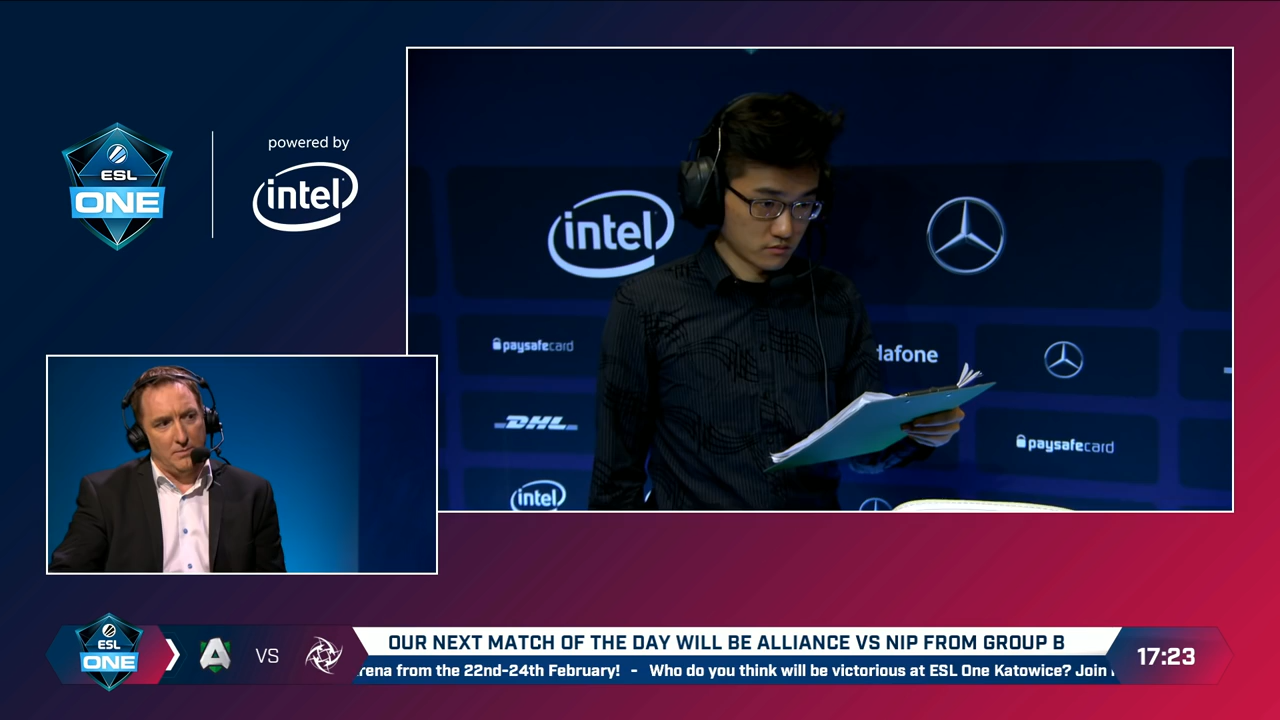 ESL
ONE
powered by
intel
intel
paysafecard
dafone
DHL
paysafecard
intel
ESL
ONE
VS
OUR NEXT MATCH OF THE DAY WILL BE ALLIANCE VS NIP FROM GROUP B
rena from the 22nd-24th February! - Who do you think will be victorious at ESL One Katowice? Join
17:23